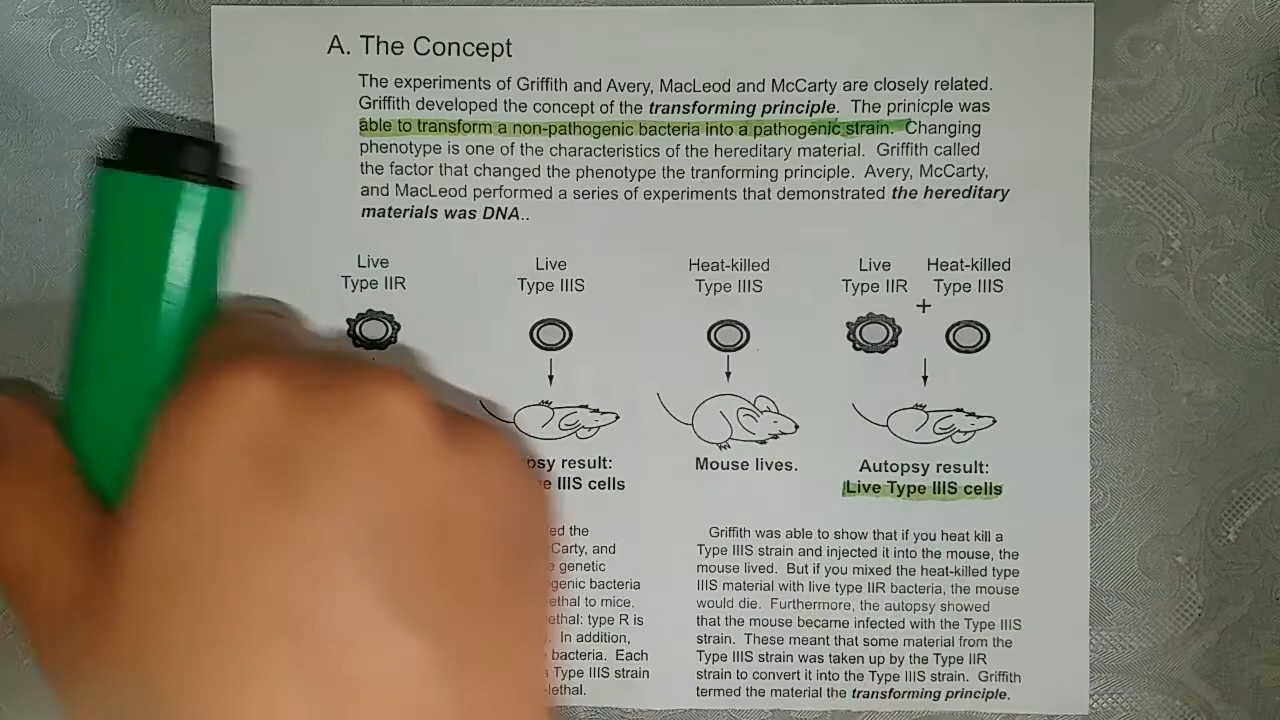 A. The Concept
The experiments of Griffith and Avery, MacLeod and McCarty are closely related.
Griffith developed the concept of the transforming principle. The prinicple was
able to transform a non-pathogenic bacteria into a pathogenic strain. Changing
phenotype is one of the characteristics of the hereditary material. Griffith called
the factor that changed the phenotype the tranforming principle. Avery, McCarty,
and MacLeod performed a series of experiments that demonstrated the hereditary
materials was DNA..
Live
Type IIR
Live
Type IIIS
Heat-killed
Type IIIS
Live
Type IIR
+
Heat-killed
Type IIIS
result:
IIIS cells
Mouse lives.
Autopsy result:
Live Type IIIS cells
the
Carty, and
genetic
bacteria
to mice.
type R is
In addition,
bacteria. Each
Type IIIS strain
Griffith was able to show that if you heat kill a
Type IIIS strain and injected it into the mouse, the
mouse lived. But if you mixed the heat-killed type
IIIS material with live type IIR bacteria, the mouse
would die. Furthermore, the autopsy showed
that the mouse became infected with the Type IIIS
strain. These meant that some material from the
Type IIIS strain was taken up by the Type IIR
strain to convert it into the Type IIIS strain. Griffith
termed the material the transforming principle.